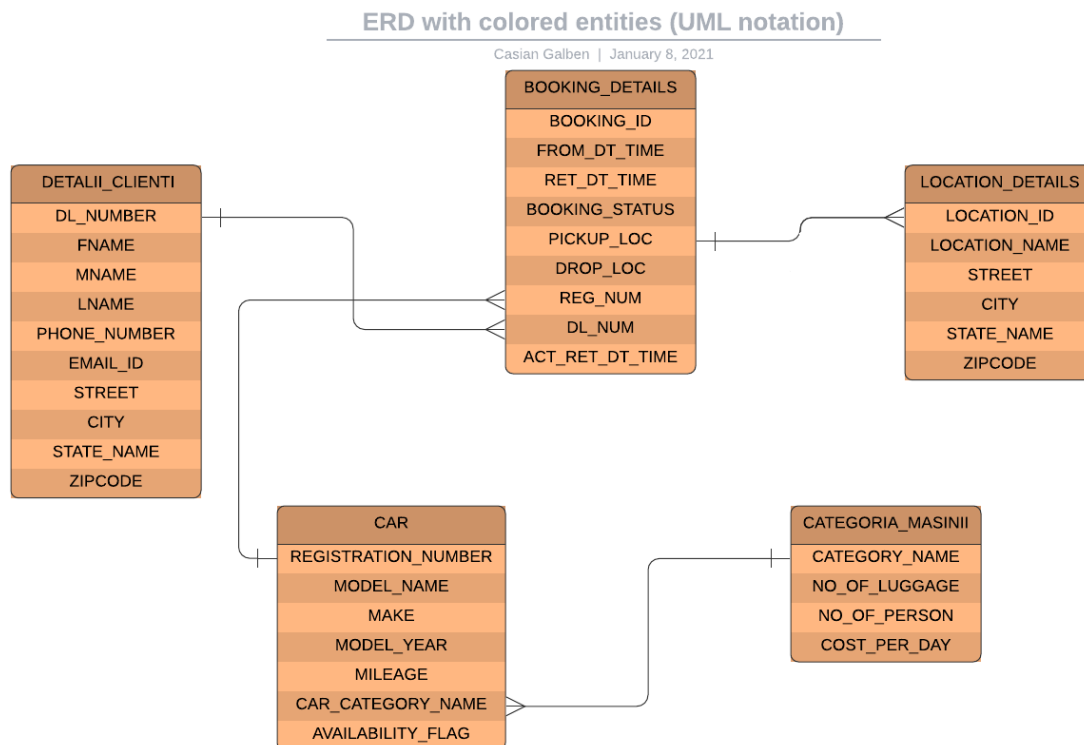 ERD with colored entities (UML notation)
Casian Galben | January 8, 2021
BOOKING_DETAILS
BOOKING_ID
FROM_DT_TIME
RET_DT_TIME
BOOKING_STATUS
PICKUP_LOC
DROP_LOC
REG_NUM
DL_NUM
ACT_RET_DT_TIME
DETALII_CLIENTI
DL_NUMBER
FNAME
MNAME
LNAME
PHONE_NUMBER
EMAIL_ID
STREET
CITY
STATE_NAME
ZIPCODE
LOCATION_DETAILS
LOCATION_ID
LOCATION_NAME
STREET
CITY
STATE_NAME
ZIPCODE
CAR
REGISTRATION_NUMBER
MODEL_NAME
MAKE
MODEL_YEAR
MILEAGE
CAR_CATEGORY_NAME
AVAILABILITY_FLAG
CATEGORIA_MASINII
CATEGORY_NAME
NO_OF_LUGGAGE
NO_OF_PERSON
COST_PER_DAY